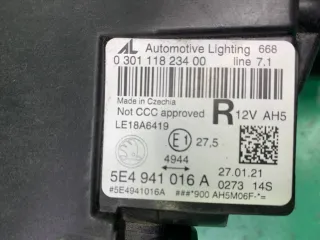 AL Automotive Lighting 668
0 301 118 234 00 line 7.1
Made in Czechia
Not CCC approved R 12V AH5
LE18A6419
E1 27,5
4944 27.01.21
5E4 941 016 A 0273 14S
#5E4941016A ###*900 AH5M06F-*=